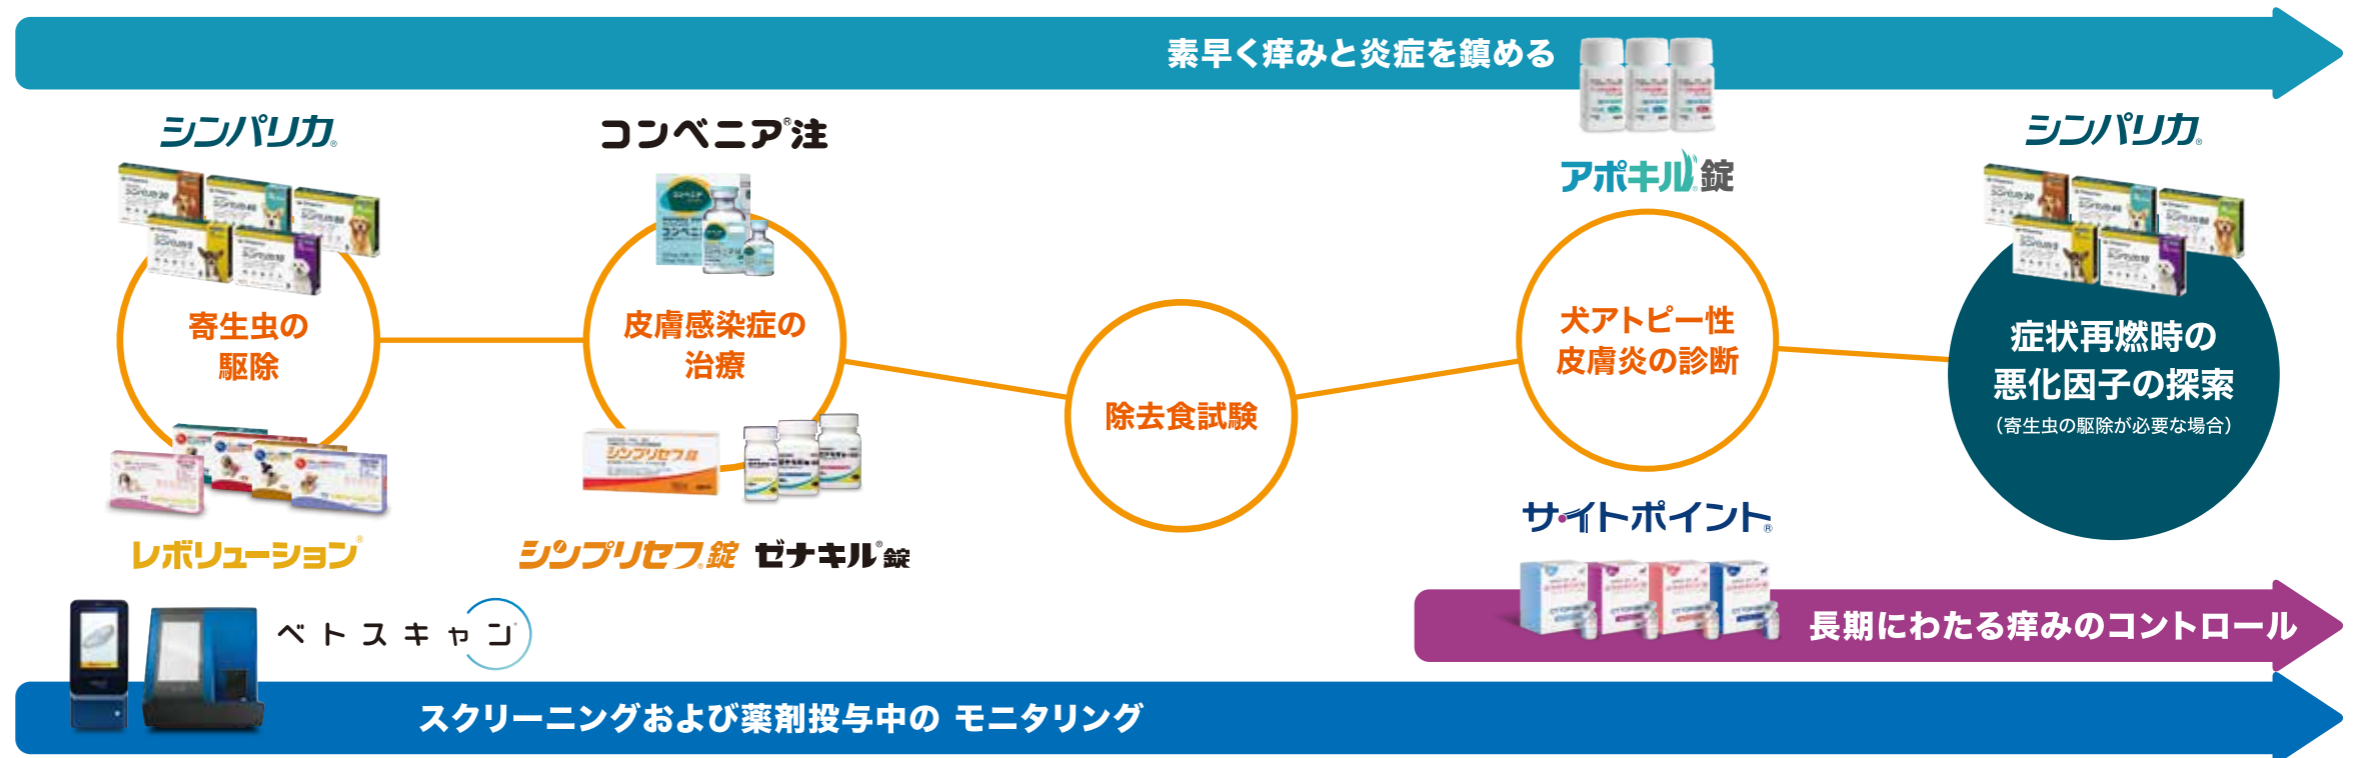 素早く痒みと炎症を鎮める
シンパリカ®
コンベニア®注
アポキル®錠
シンパリカ®
寄生虫の
駆除
皮膚感染症の
治療
除去食試験
犬アトピー性
皮膚炎の診断
症状再燃時の
悪化因子の探索
（寄生虫の駆除が必要な場合）
レボリューション®
シンプリセフ®錠
ゼナキル®錠
サイトポイント®
ベトスキャン
長期にわたる痒みのコントロール
スクリーニングおよび薬剤投与中の モニタリング